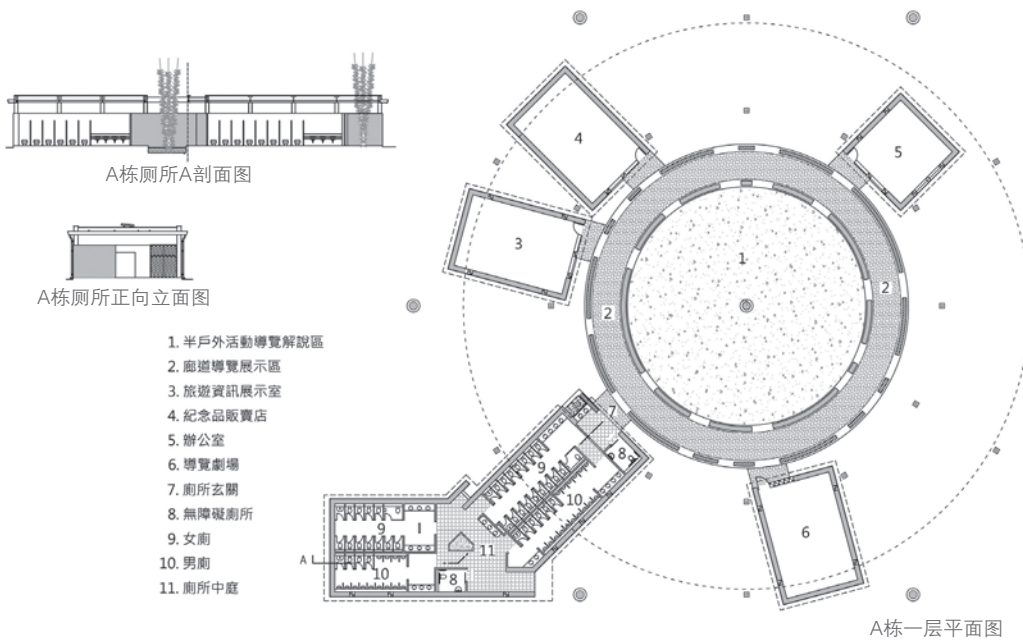 A栋厕所A剖面图
A栋厕所正向立面图
1. 半戶外活動導覽解說區
2. 廊道導覽展示區
3. 旅遊資訊展示室
4. 紀念品販賣店
5. 辦公室
6. 導覽劇場
7. 廁所玄關
8. 無障礙廁所
9. 女廁
10. 男廁
11. 廁所中庭
4
5
3
1
2
2
7
8
9
10
6
9
11
A
10
8
A栋一层平面图